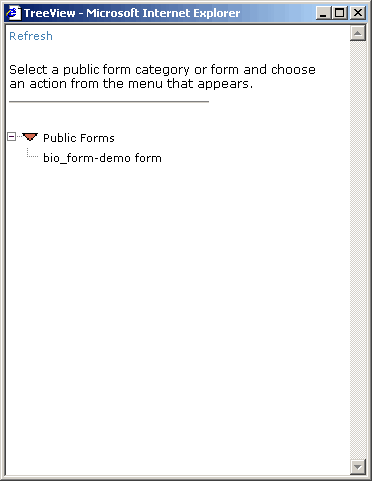 TreeView - Microsoft Internet Explorer
Refresh
Select a public form category or form and choose
an action from the menu that appears.
Public Forms
bio_form-demo form